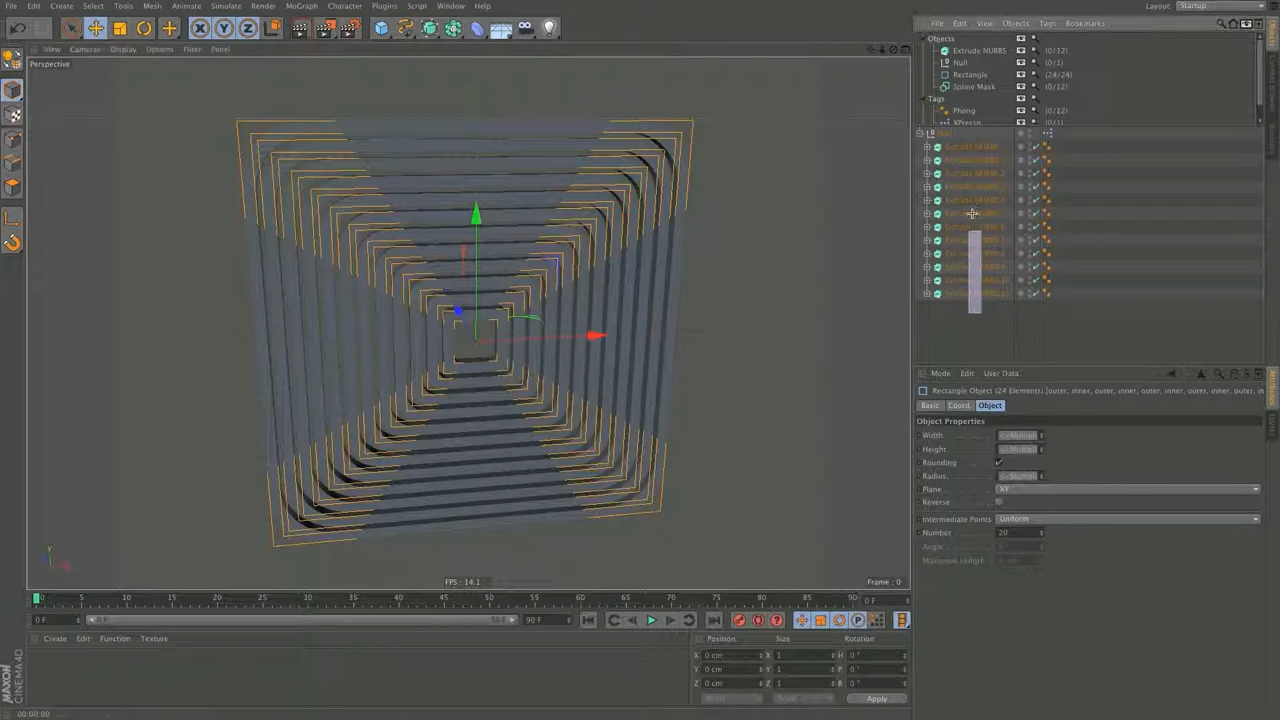 File Edit Create Select Tools Mesh Animate Simulate Render MoGraph Character Plugins Script Window Help
Layout: Startup
View Cameras Display Options Filter Panel
File Edit View Objects Tags Bookmarks
Perspective
Objects
Extrude NURBS (0/12)
Null (0/1)
Rectangle (24/24)
Spline Mask (0/12)
Tags
Phong (0/12)
XPresso (0/1)
Mode Edit User Data
Rectangle Object (24 Elements) [outer, inner, outer, inner, outer, inner, outer, inner, outer, in
Basic Coord. Object
Object Properties
Width
Height
Rounding
Radius
Plane XY
Reverse
Intermediate Points Uniform
Number 20
Angle
FPS : 14.1
Frame : 0
0 5 10 15 20 25 30 35 40 45 50 55 60 65 70 75 80 85 90
0 F
0 F 90 F
Create Edit Function Texture
Position Size Rotation
X 0 cm X 1 H 0 °
Y 0 cm Y 1 P 0 °
Z 0 cm Z 1 B 0 °
Apply
MAXON CINEMA4D
00:00:00